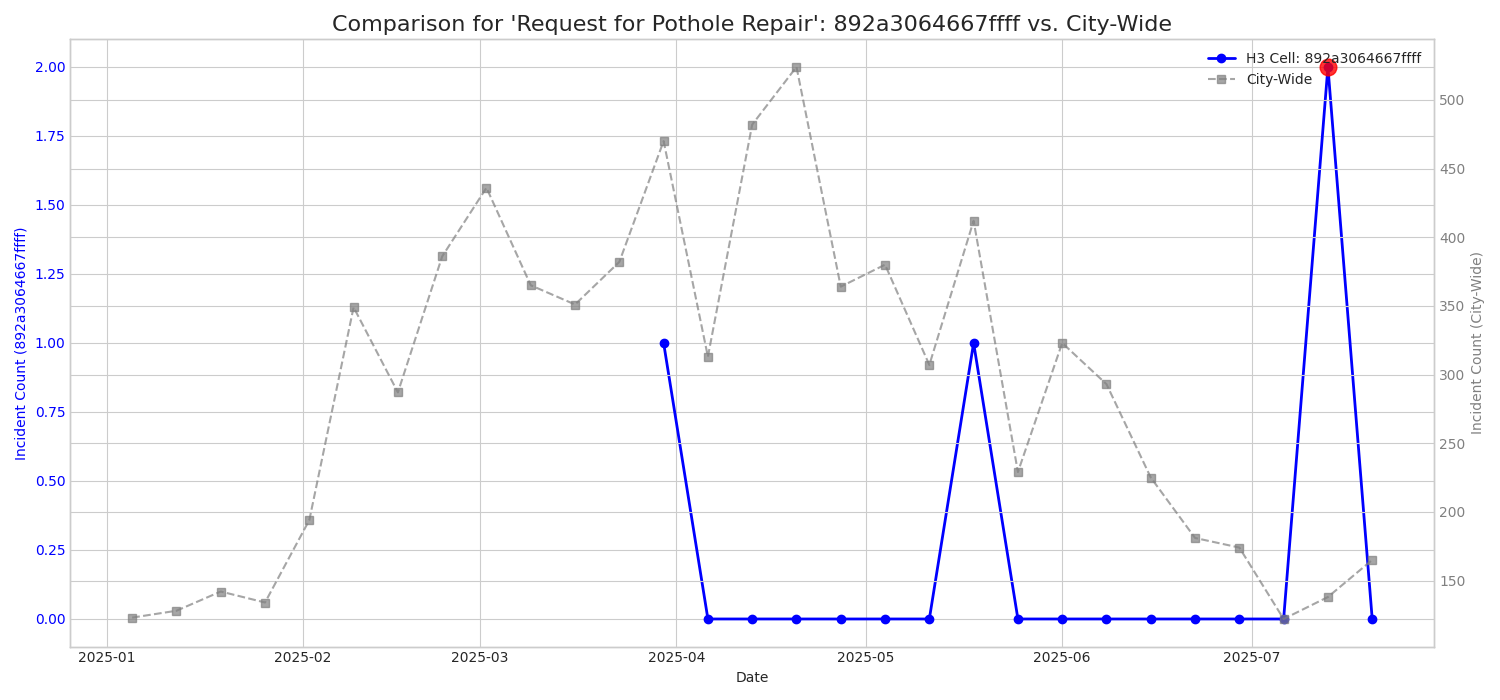 Comparison for 'Request for Pothole Repair': 892a3064667ffff vs. City-Wide
H3 Cell: 892a3064667ffff
City-Wide
Incident Count (892a3064667ffff)
2.00
1.75
1.50
1.25
1.00
0.75
0.50
0.25
0.00
500
450
400
350
300
250
200
150
Incident Count (City-Wide)
2025-01 2025-02 2025-03 2025-04 2025-05 2025-06 2025-07
Date